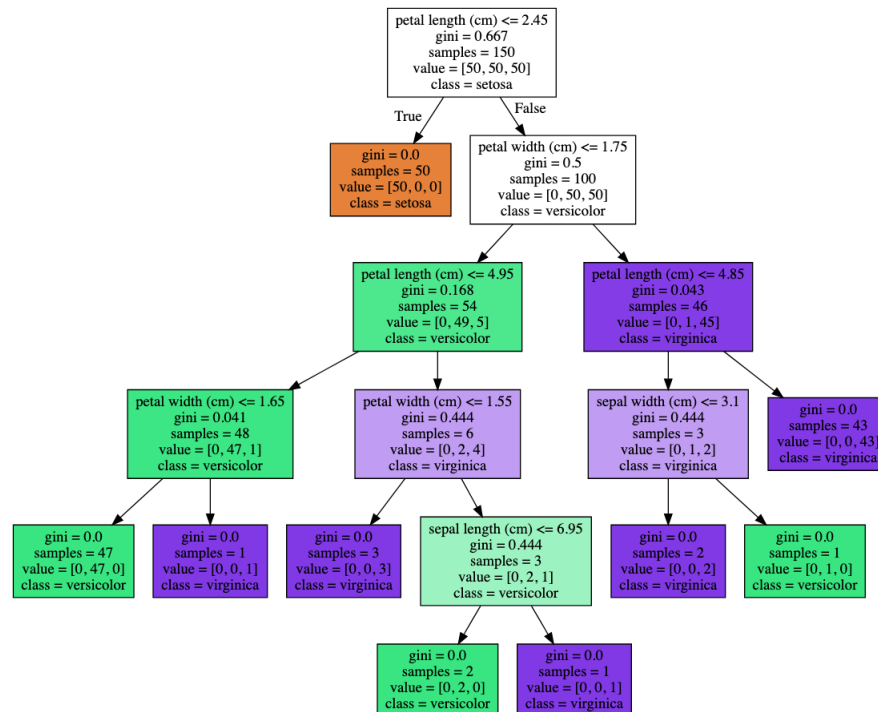 petal length (cm) <= 2.45
gini = 0.667
samples = 150
value = [50, 50, 50]
class = setosa
True
False
gini = 0.0
samples = 50
value = [50, 0, 0]
class = setosa
petal width (cm) <= 1.75
gini = 0.5
samples = 100
value = [0, 50, 50]
class = versicolor
petal length (cm) <= 4.95
gini = 0.168
samples = 54
value = [0, 49, 5]
class = versicolor
petal length (cm) <= 4.85
gini = 0.043
samples = 46
value = [0, 1, 45]
class = virginica
petal width (cm) <= 1.65
gini = 0.041
samples = 48
value = [0, 47, 1]
class = versicolor
petal width (cm) <= 1.55
gini = 0.444
samples = 6
value = [0, 2, 4]
class = virginica
sepal width (cm) <= 3.1
gini = 0.444
samples = 3
value = [0, 1, 2]
class = virginica
gini = 0.0
samples = 43
value = [0, 0, 43]
class = virginica
gini = 0.0
samples = 47
value = [0, 47, 0]
class = versicolor
gini = 0.0
samples = 1
value = [0, 0, 1]
class = virginica
gini = 0.0
samples = 3
value = [0, 0, 3]
class = virginica
sepal length (cm) <= 6.95
gini = 0.444
samples = 3
value = [0, 2, 1]
class = versicolor
gini = 0.0
samples = 2
value = [0, 0, 2]
class = virginica
gini = 0.0
samples = 1
value = [0, 1, 0]
class = versicolor
gini = 0.0
samples = 2
value = [0, 2, 0]
class = versicolor
gini = 0.0
samples = 1
value = [0, 0, 1]
class = virginica